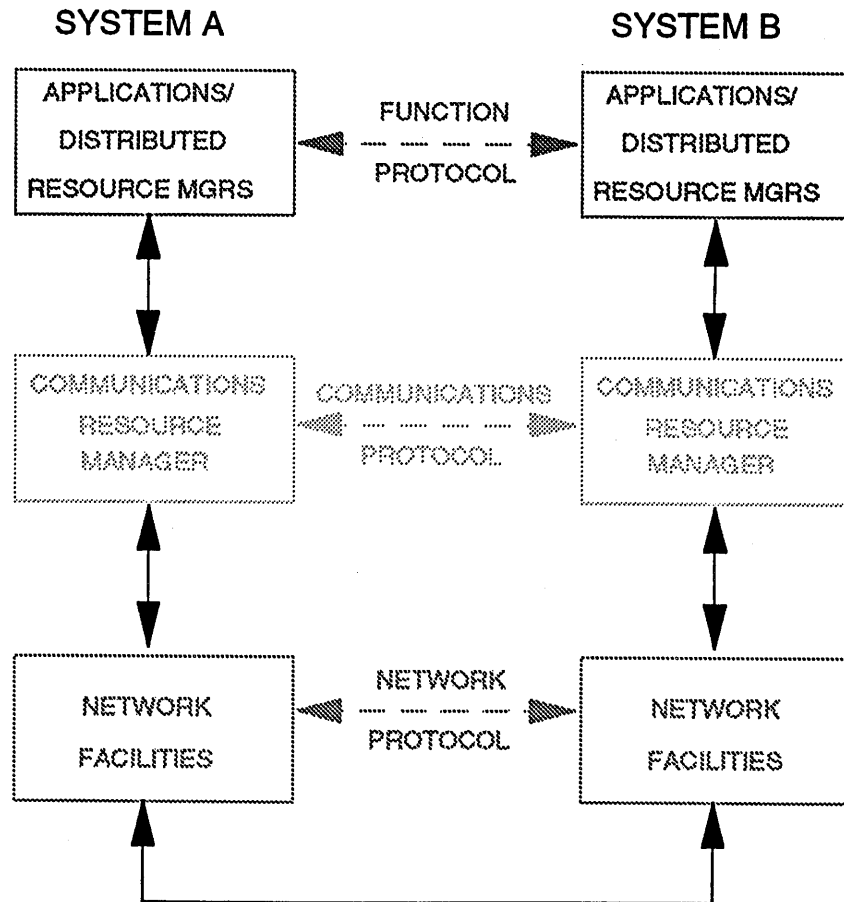 SYSTEM A
SYSTEM B
APPLICATIONS/
DISTRIBUTED
RESOURCE MGRS
FUNCTION
PROTOCOL
APPLICATIONS/
DISTRIBUTED
RESOURCE MGRS
COMMUNICATIONS
RESOURCE
MANAGER
COMMUNICATIONS
PROTOCOL
COMMUNICATIONS
RESOURCE
MANAGER
NETWORK
FACILITIES
NETWORK
PROTOCOL
NETWORK
FACILITIES